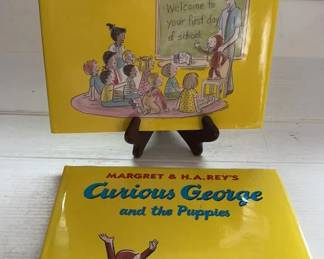 Welcome to
your first day
of school.
MARGRET & H.A.REY'S
Curious George
and the Puppies